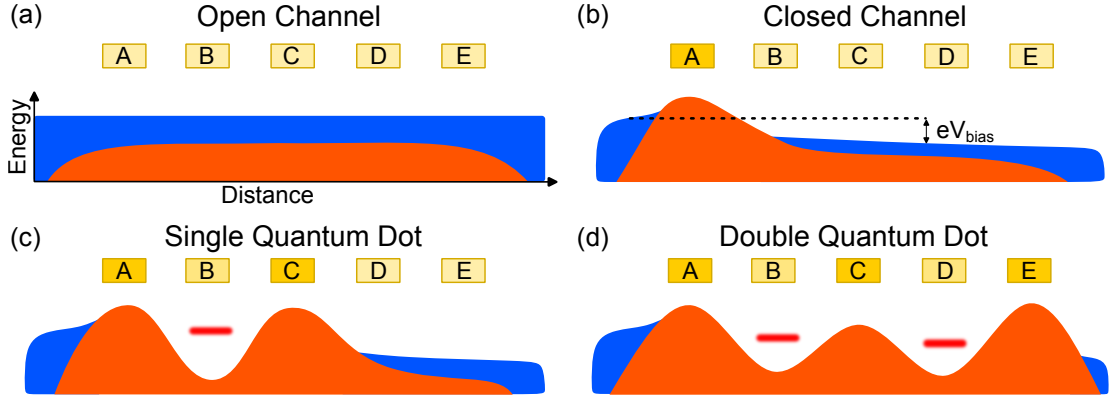 (a) Open Channel
A B C D E
Energy
Distance
(b) Closed Channel
A B C D E
eV_bias
(c) Single Quantum Dot
A B C D E
(d) Double Quantum Dot
A B C D E